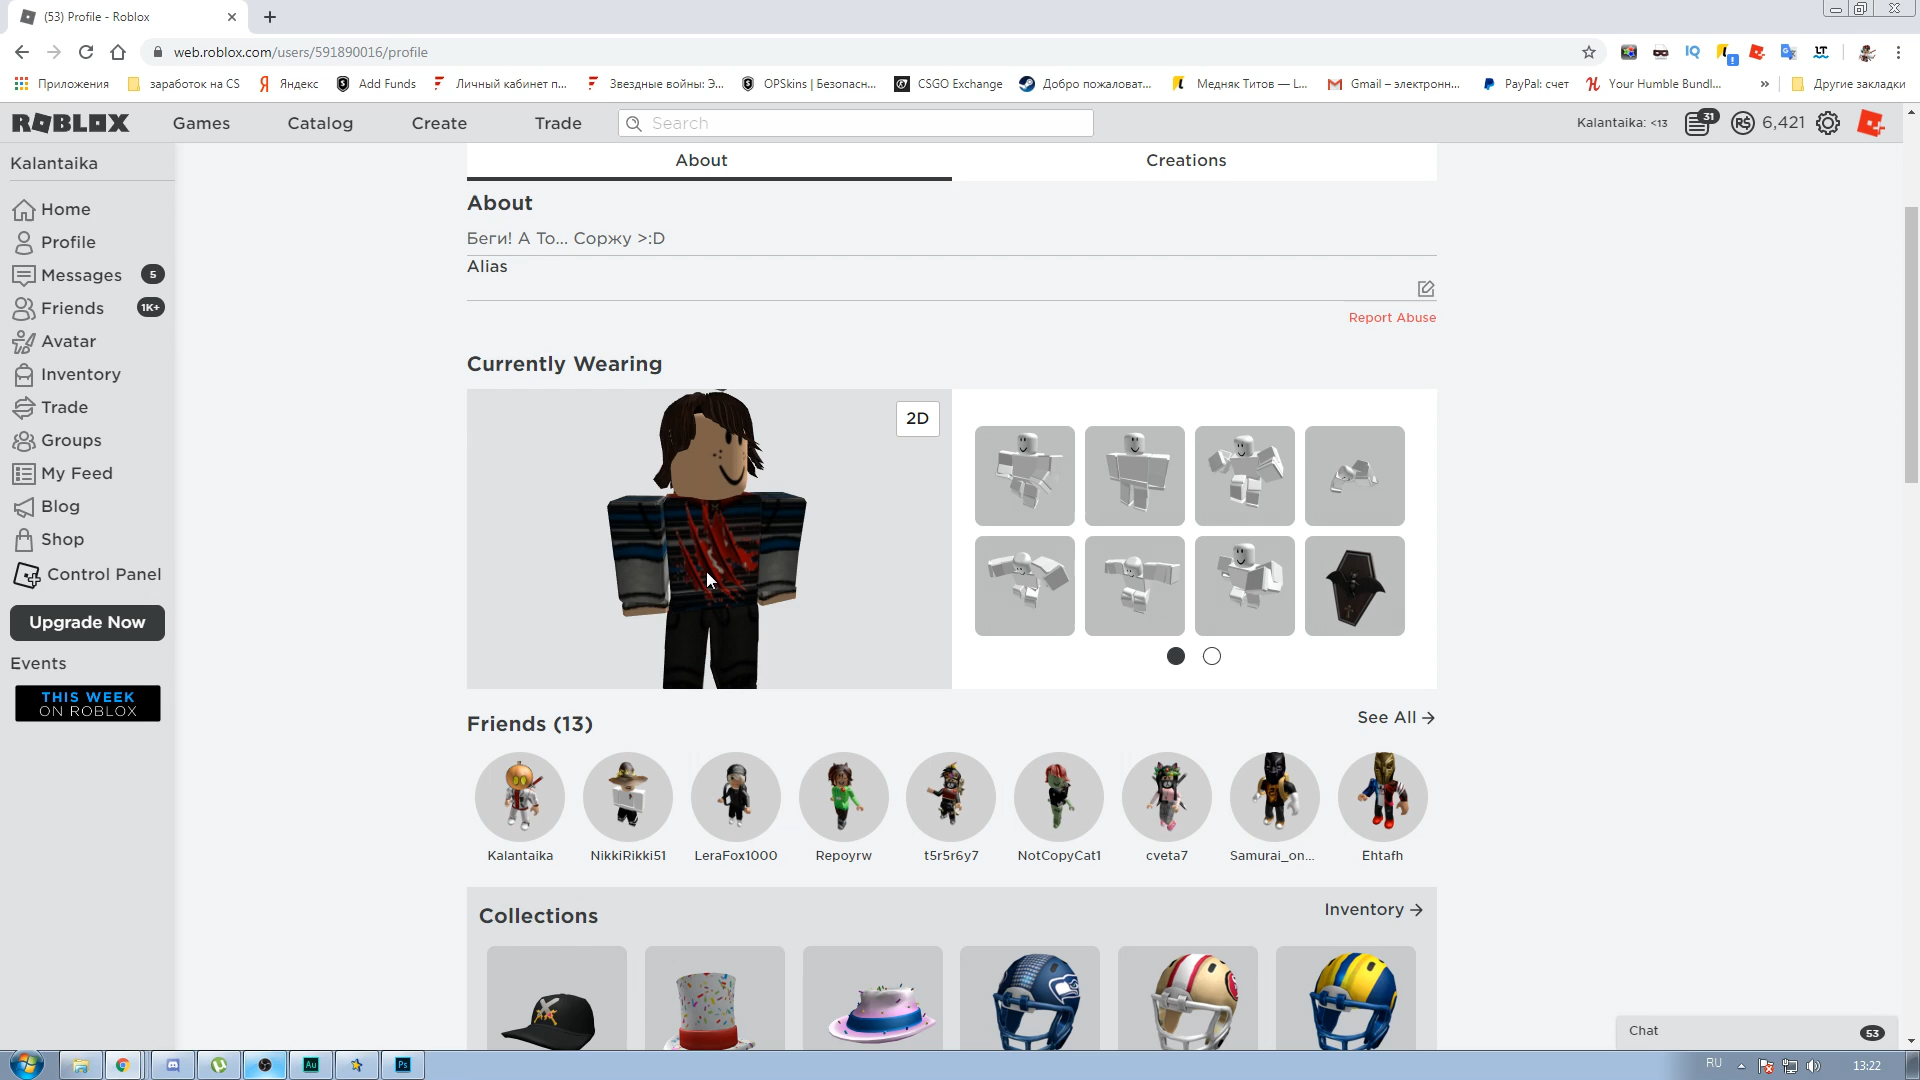 (53) Profile - Roblox
web.roblox.com/users/591890016/profile
Приложения
заработок на CS
Яндекс
Add Funds
Личный кабинет п...
Звездные войны: Э...
OPSkins | Безопасн...
CSGO Exchange
Добро пожаловат...
Медняк Титов — L...
Gmail – электронн...
PayPal: счет
Your Humble Bundl...
»
Другие закладки
ROBLOX
Games
Catalog
Create
Trade
Search
Kalantaika: <13
31
R$
6,421
Kalantaika
Home
Profile
Messages
5
Friends
1K+
Avatar
Inventory
Trade
Groups
My Feed
Blog
Shop
Control Panel
Upgrade Now
Events
THIS WEEK
ON ROBLOX
About
Creations
About
Беги! А То... Соржу >:D
Alias
Report Abuse
Currently Wearing
2D
Friends (13)
See All
Kalantaika
NikkiRikki51
LeraFox1000
Repoyrw
t5r5r6y7
NotCopyCat1
cveta7
Samurai_on...
Ehtafh
Collections
Inventory
Chat
53
Au
Ps
RU
13:22